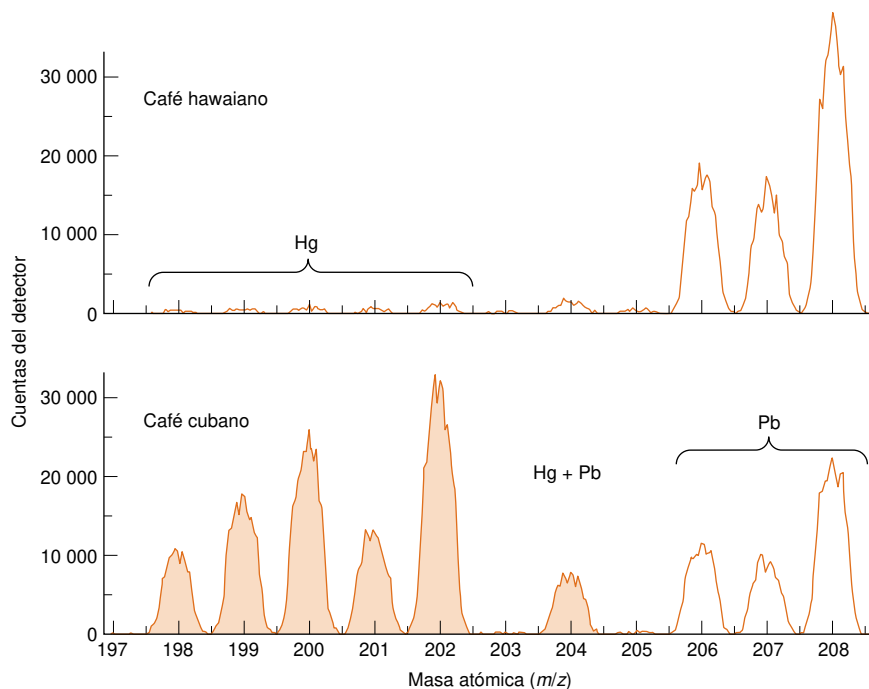 Cuentas del detector
30 000
Café hawaiano
20 000
Hg
10 000
0
30 000
Café cubano
Pb
Hg + Pb
20 000
10 000
0
197 198 199 200 201 202 203 204 205 206 207 208
Masa atómica (m/z)